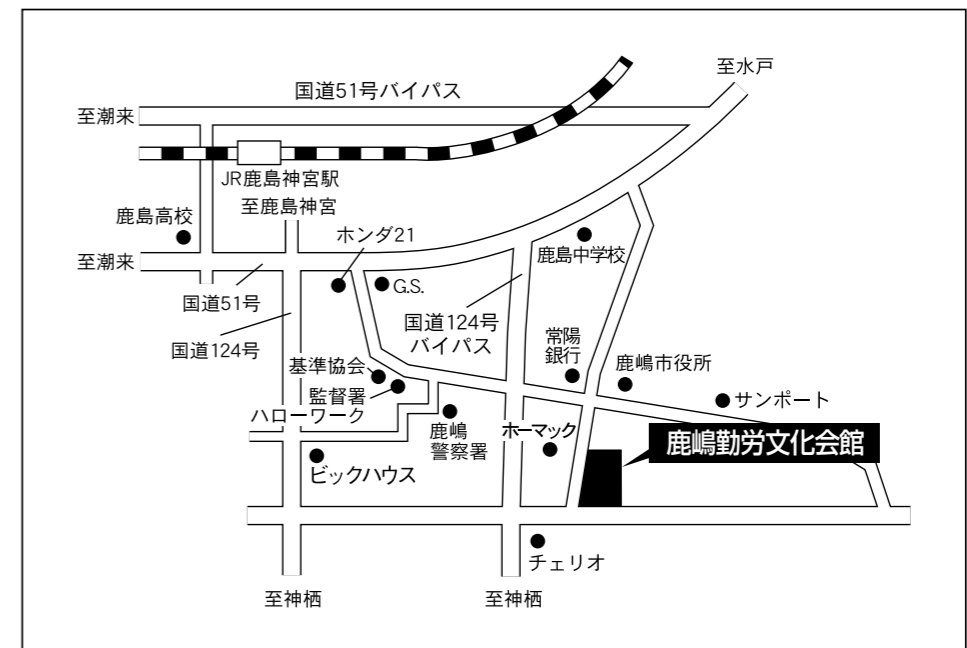 至水戸
国道51号バイパス
至潮来
JR鹿島神宮駅
至鹿島神宮
鹿島高校
ホンダ21
鹿島中学校
至潮来
G.S.
国道51号
国道124号
バイパス
国道124号
常陽
銀行
基準協会
鹿嶋市役所
監督署
サンポート
ハローワーク
鹿嶋
警察署
ホーマック
鹿嶋勤労文化会館
ビックハウス
チェリオ
至神栖
至神栖